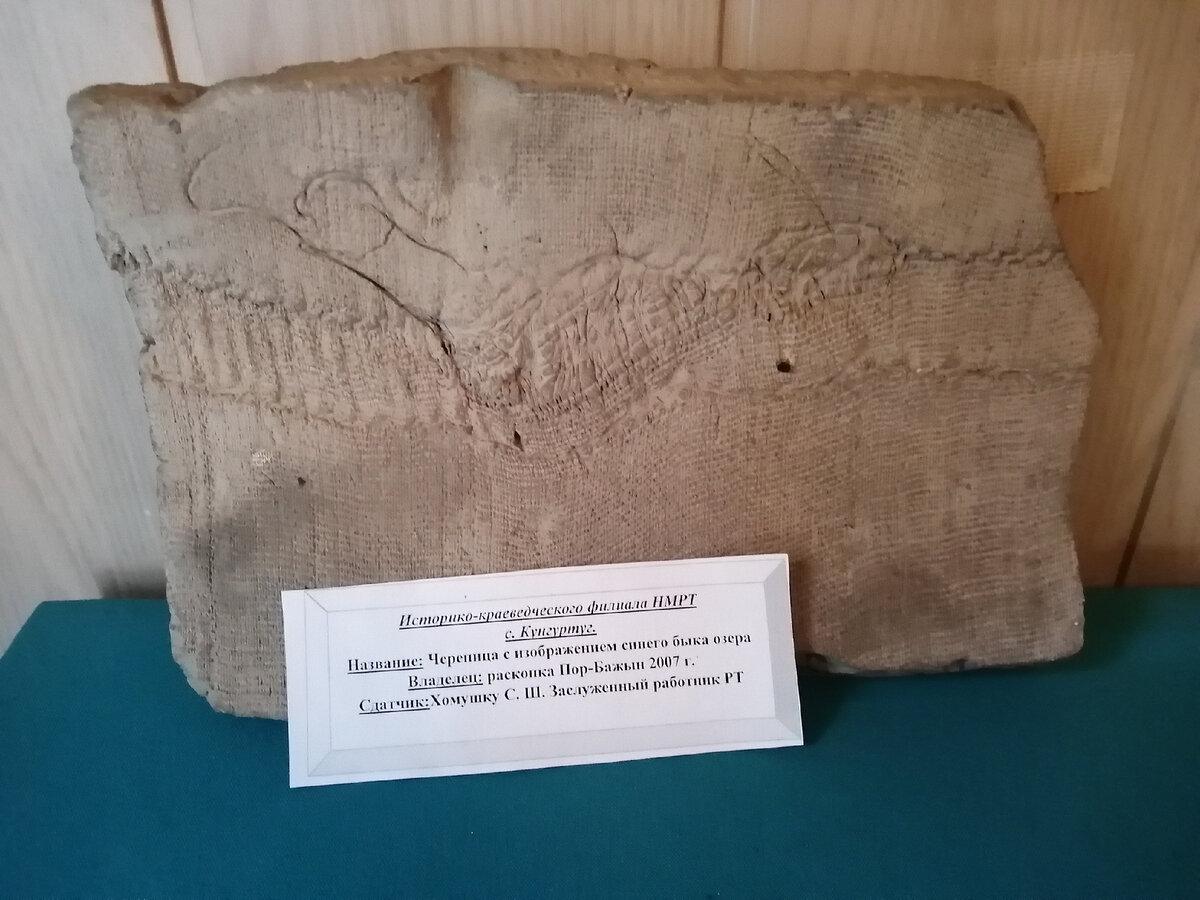 Историко-краеведческого филиала НМРТ
с. Кунгуртуг.
Название: Череница с изображением синего быка озера
Владелец: раскопка Пор-Бажын 2007 г.
Сдатчик:Хомушку С. Ш. Заслуженный работник РТ